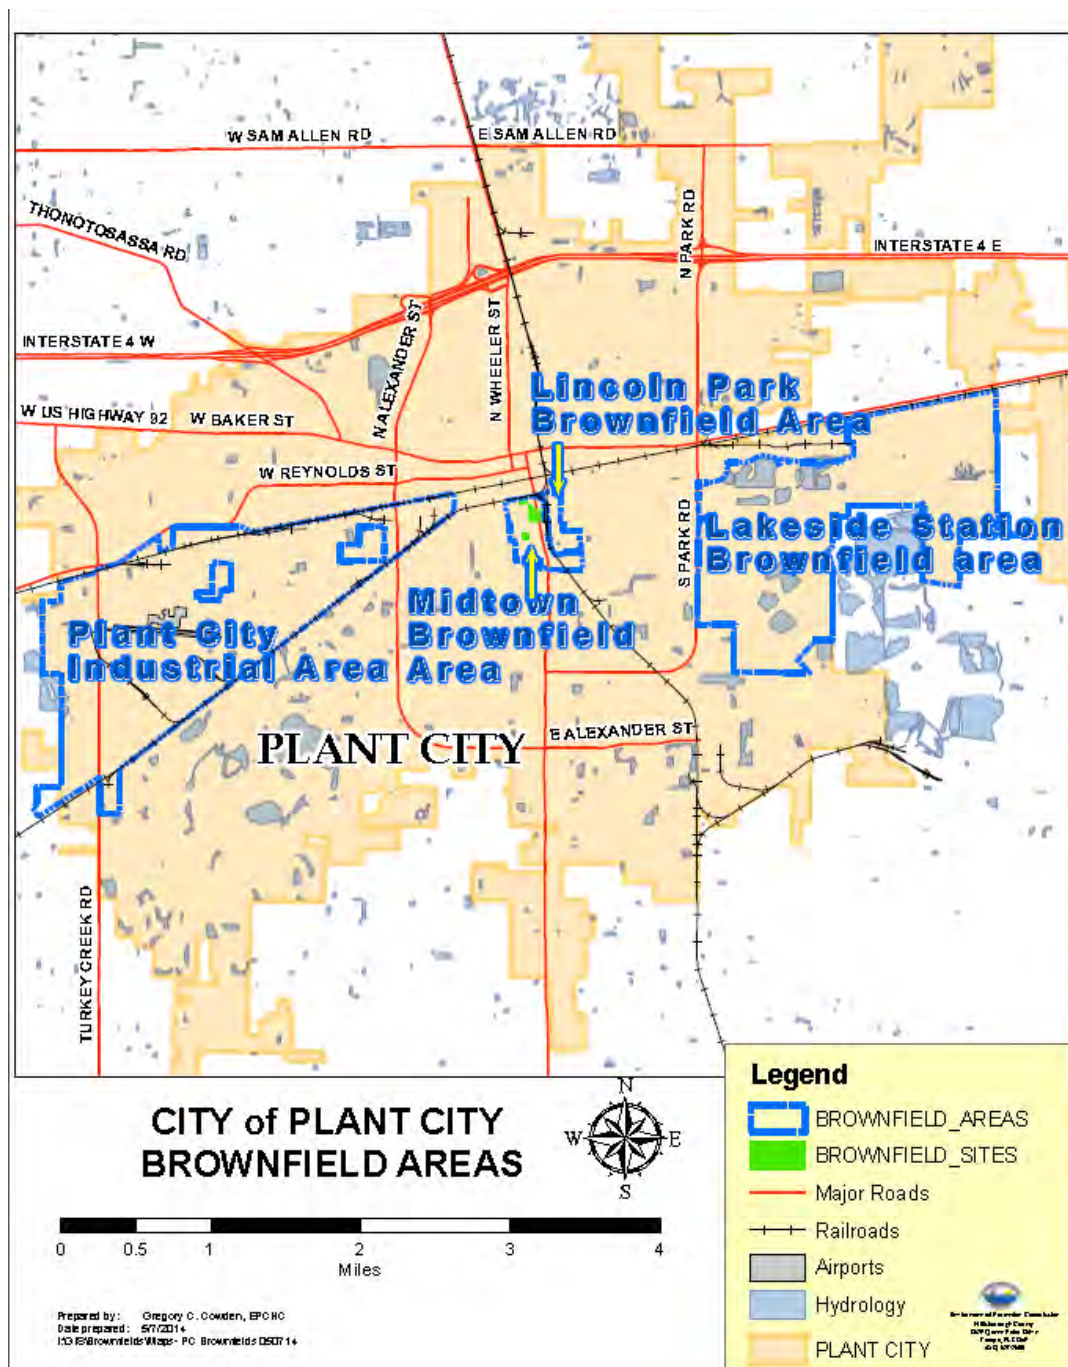 W SAM ALLEN RD
E SAM ALLEN RD
THONOTOSASSA RD
N PARK RD
INTERSTATE 4 E
INTERSTATE 4 W
N ALEXANDER ST
N WHEELER ST
Lincoln Park
Brownfield Area
W US HIGHWAY 92
W BAKER ST
W REYNOLDS ST
S PARK RD
Lakeside Station
Brownfield area
Midtown
Brownfield
Area
Plant City
Industrial Area
PLANT CITY
E ALEXANDER ST
TURKEY CREEK RD
CITY of PLANT CITY
BROWNFIELD AREAS
N
W
E
S
0 0.5 1 2 3 4
Miles
Prepared by: Gregory C. Cowden, EPCHC
Date prepared: 5/7/2014
Legend
BROWNFIELD_AREAS
BROWNFIELD_SITES
Major Roads
Railroads
Airports
Hydrology
PLANT CITY